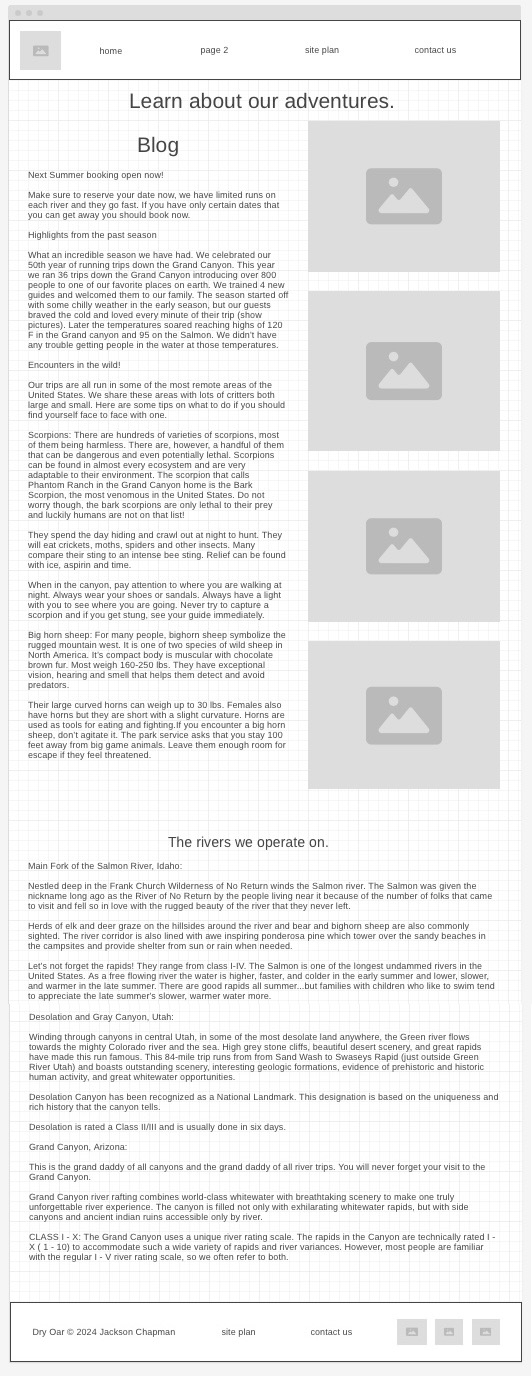 home page 2 site plan contact us
Learn about our adventures.
Blog
Next Summer booking open now!
Make sure to reserve your date now, we have limited runs on
each river and they go fast. If you have only certain dates that
you can get away you should book now.
Highlights from the past season
What an incredible season we have had. We celebrated our
50th year of running trips down the Grand Canyon. This year
we ran 36 trips down the Grand Canyon introducing over 800
people to one of our favorite places on earth. We trained 4 new
guides and welcomed them to our family. The season started off
with some chilly weather in the early season, but our guests
braved the cold and loved every minute of their trip (show
pictures). Later the temperatures soared reaching highs of 120
F in the Grand canyon and 95 on the Salmon. We didn't have
any trouble getting people in the water at those temperatures.
Encounters in the wild!
Our trips are all run in some of the most remote areas of the
United States. We share these areas with lots of critters both
large and small. Here are some tips on what to do if you should
find yourself face to face with one.
Scorpions: There are hundreds of varieties of scorpions, most
of them being harmless. There are, however, a handful of them
that can be dangerous and even potentially lethal. Scorpions
can be found in almost every ecosystem and are very
adaptable to their environment. The scorpion that calls
Phantom Ranch in the Grand Canyon home is the Bark
Scorpion, the most venomous in the United States. Do not
worry though, the bark scorpions are only lethal to their prey
and luckily humans are not on that list!
They spend the day hiding and crawl out at night to hunt. They
will eat crickets, moths, spiders and other insects. Many
compare their sting to an intense bee sting. Relief can be found
with ice, aspirin and time.
When in the canyon, pay attention to where you are walking at
night. Always wear your shoes or sandals. Always have a light
with you to see where you are going. Never try to capture a
scorpion and if you get stung, see your guide immediately.
Big horn sheep: For many people, bighorn sheep symbolize the
rugged mountain west. It is one of two species of wild sheep in
North America. It's compact body is muscular with chocolate
brown fur. Most weigh 160-250 lbs. They have exceptional
vision, hearing and smell that helps them detect and avoid
predators.
Their large curved horns can weigh up to 30 lbs. Females also
have horns but they are short with a slight curvature. Horns are
used as tools for eating and fighting.If you encounter a big horn
sheep, don't agitate it. The park service asks that you stay 100
feet away from big game animals. Leave them enough room for
escape if they feel threatened.
The rivers we operate on.
Main Fork of the Salmon River, Idaho:
Nestled deep in the Frank Church Wilderness of No Return winds the Salmon river. The Salmon was given the
nickname long ago as the River of No Return by the people living near it because of the number of folks that came
to visit and fell so in love with the rugged beauty of the river that they never left.
Herds of elk and deer graze on the hillsides around the river and bear and bighorn sheep are also commonly
sighted. The river corridor is also lined with awe inspiring ponderosa pine which tower over the sandy beaches in
the campsites and provide shelter from sun or rain when needed.
Let's not forget the rapids! They range from class I-IV. The Salmon is one of the longest undammed rivers in the
United States. As a free flowing river the water is higher, faster, and colder in the early summer and lower, slower,
and warmer in the late summer. There are good rapids all summer...but families with children who like to swim tend
to appreciate the late summer's slower, warmer water more.
Desolation and Gray Canyon, Utah:
Winding through canyons in central Utah, in some of the most desolate land anywhere, the Green river flows
towards the mighty Colorado river and the sea. High grey stone cliffs, beautiful desert scenery, and great rapids
have made this run famous. This 84-mile trip runs from from Sand Wash to Swaseys Rapid (just outside Green
River Utah) and boasts outstanding scenery, interesting geologic formations, evidence of prehistoric and historic
human activity, and great whitewater opportunities.
Desolation Canyon has been recognized as a National Landmark. This designation is based on the uniqueness and
rich history that the canyon tells.
Desolation is rated a Class II/III and is usually done in six days.
Grand Canyon, Arizona:
This is the grand daddy of all canyons and the grand daddy of all river trips. You will never forget your visit to the
Grand Canyon.
Grand Canyon river rafting combines world-class whitewater with breathtaking scenery to make one truly
unforgettable river experience. The canyon is filled not only with exhilarating whitewater rapids, but with side
canyons and ancient indian ruins accessible only by river.
CLASS I - X: The Grand Canyon uses a unique river rating scale. The rapids in the Canyon are technically rated I -
X ( 1 - 10) to accommodate such a wide variety of rapids and river variances. However, most people are familiar
with the regular I - V river rating scale, so we often refer to both.
Dry Oar © 2024 Jackson Chapman site plan contact us